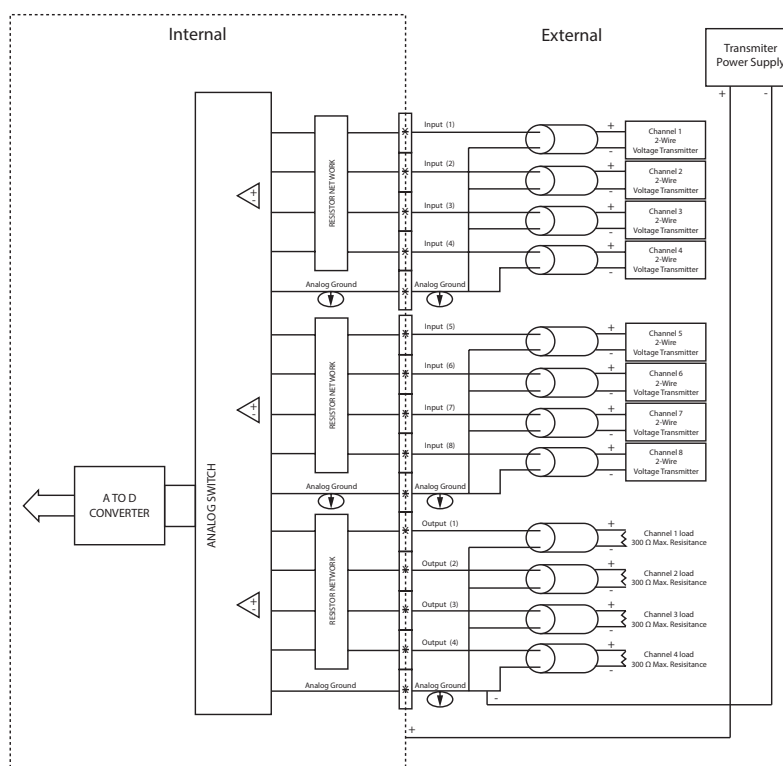 Internal
External
Transmiter
Power Supply
+
-
Input (1)
+
-
Channel 1
2-Wire
Voltage Transmitter
Input (2)
+
-
Channel 2
2-Wire
Voltage Transmitter
Input (3)
+
-
Channel 3
2-Wire
Voltage Transmitter
Input (4)
+
-
Channel 4
2-Wire
Voltage Transmitter
RESISTOR NETWORK
+
-
Analog Ground
Analog Ground
Input (5)
+
-
Channel 5
2-Wire
Voltage Transmitter
Input (6)
+
-
Channel 6
2-Wire
Voltage Transmitter
Input (7)
+
-
Channel 7
2-Wire
Voltage Transmitter
Input (8)
+
-
Channel 8
2-Wire
Voltage Transmitter
RESISTOR NETWORK
+
-
Analog Ground
Analog Ground
A TO D
CONVERTER
ANALOG SWITCH
Output (1)
+
-
Channel 1 load
300 Ω Max. Resisitance
Output (2)
+
-
Channel 2 load
300 Ω Max. Resisitance
Output (3)
+
-
Channel 3 load
300 Ω Max. Resisitance
Output (4)
+
-
Channel 4 load
300 Ω Max. Resisitance
RESISTOR NETWORK
+
-
Analog Ground
Analog Ground
-
+